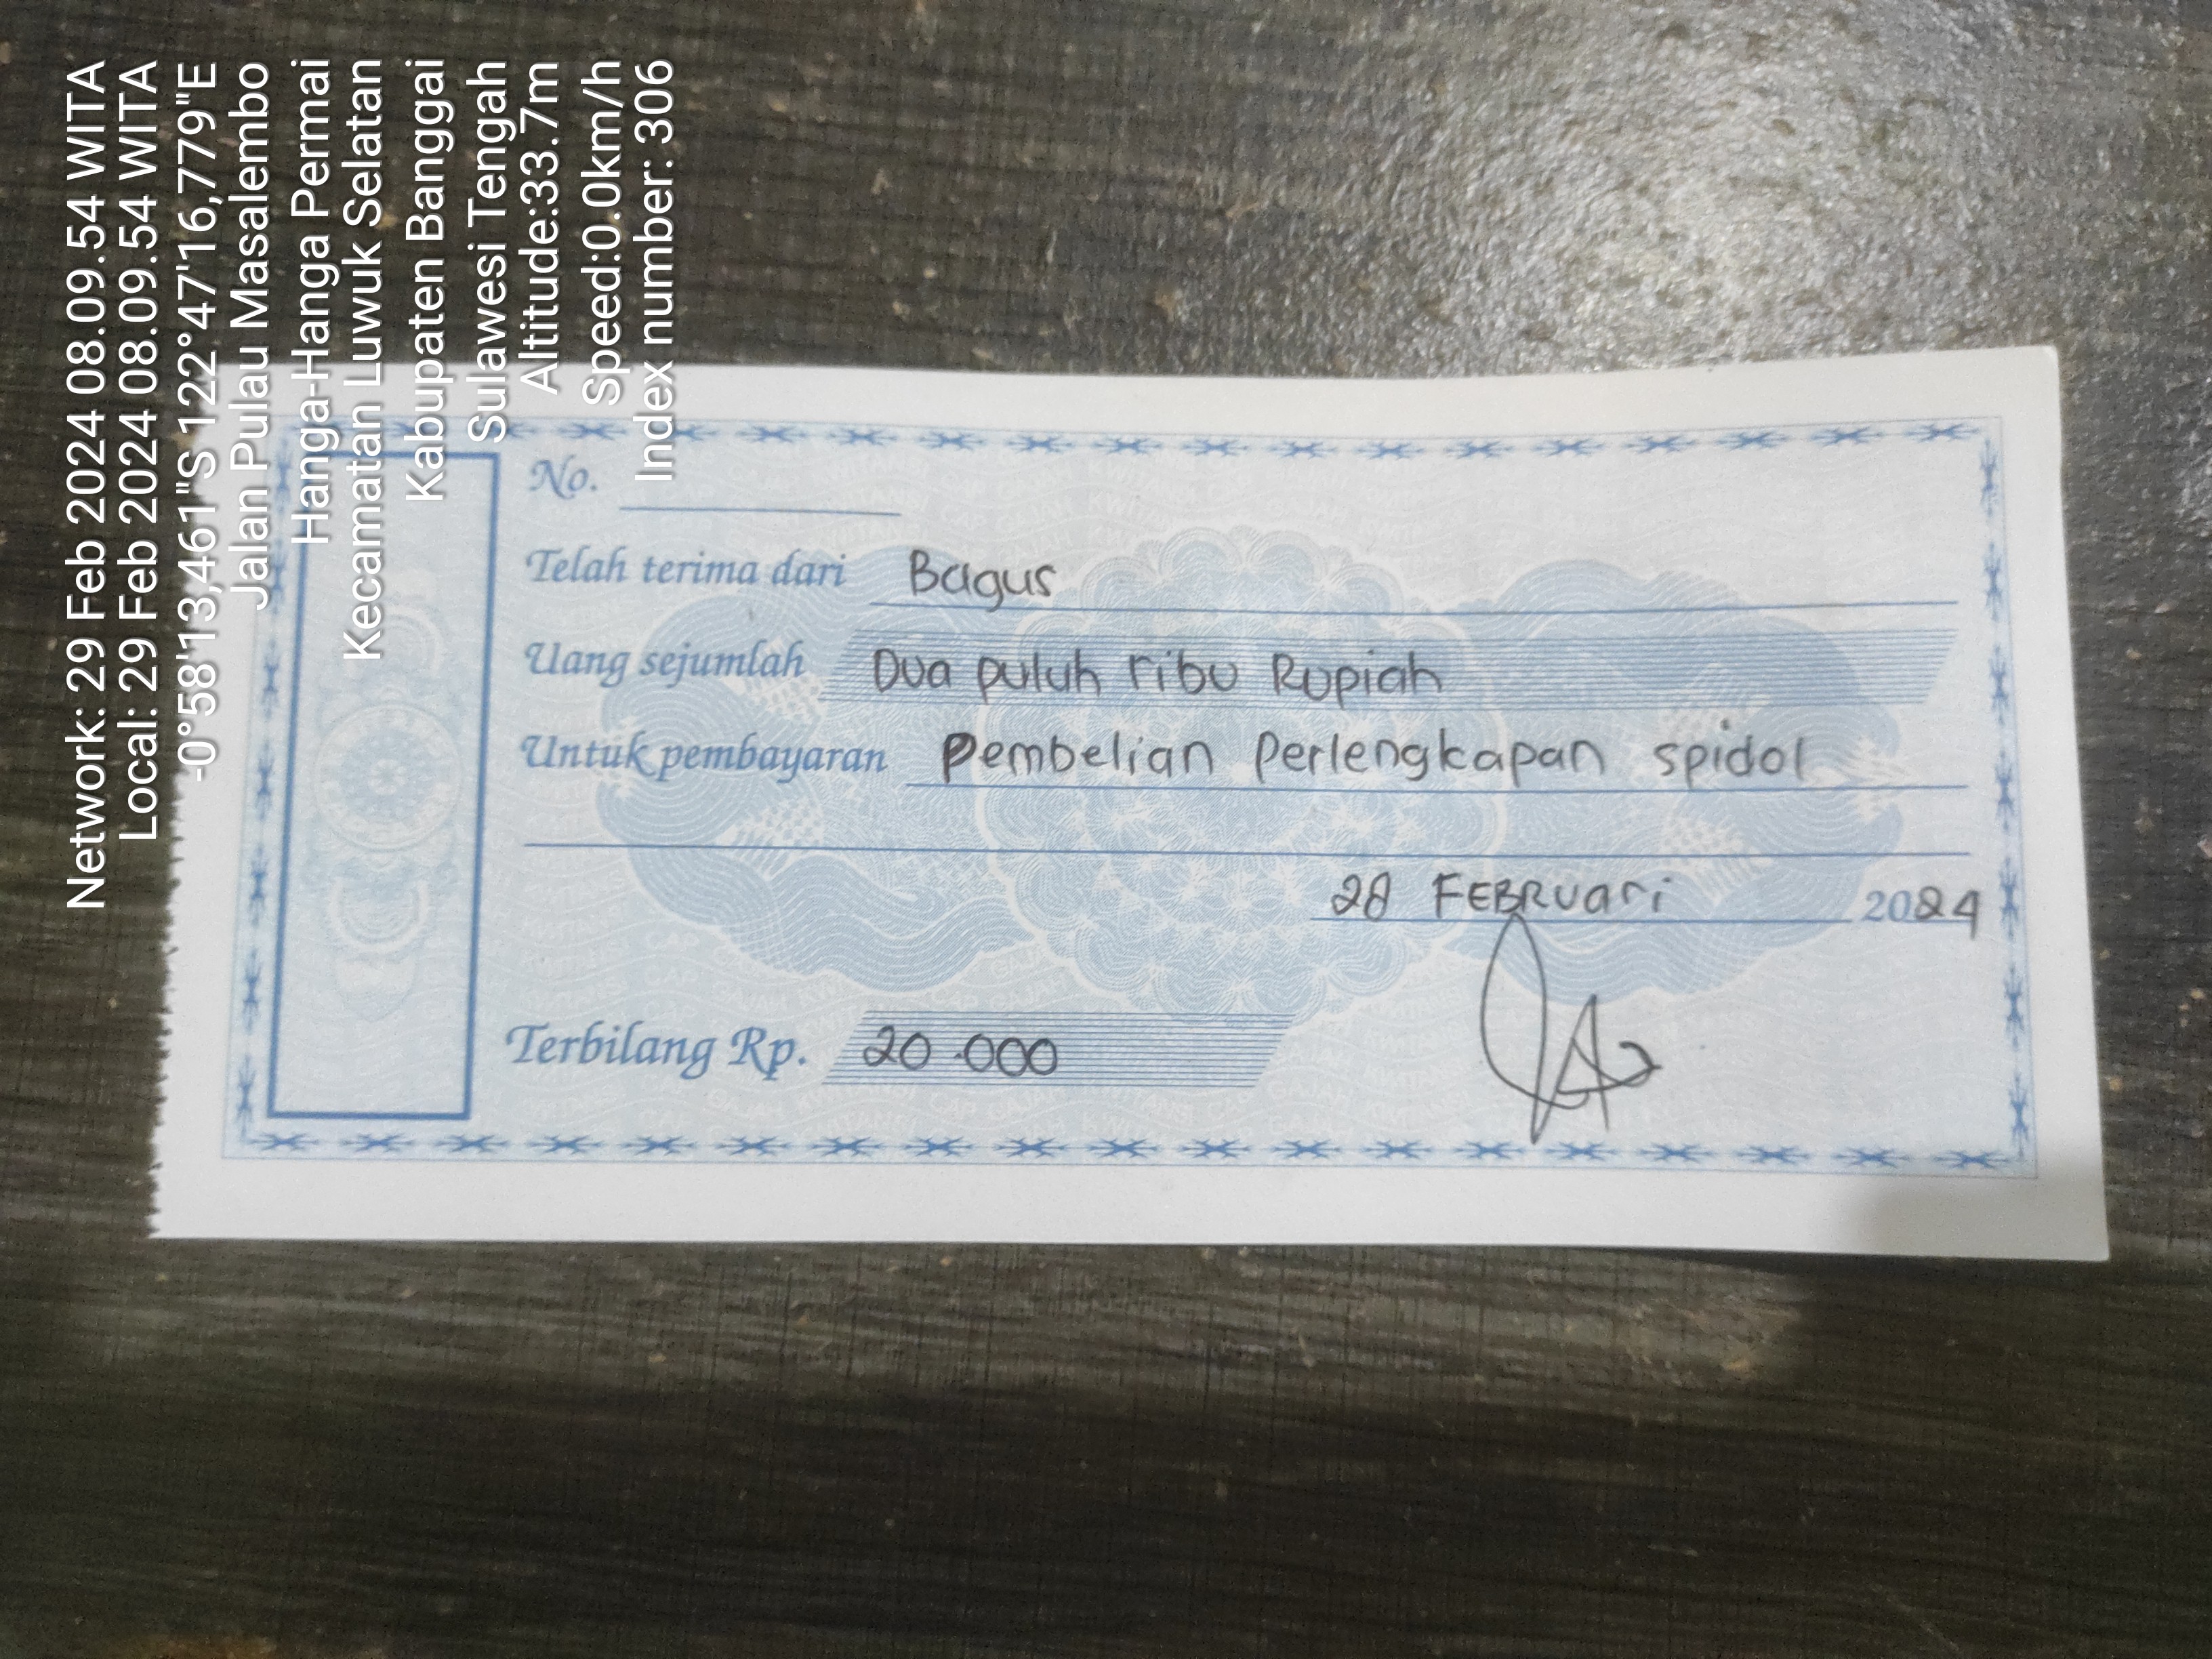 Network: 29 Feb 2024 08.09.54 WITA
Local: 29 Feb 2024 08.09.54 WITA
-0°58'13,461"S 122°47'16,779"E
Jalan Pulau Masalembo
Hanga-Hanga Permai
Kecamatan Luwuk Selatan
Kabupaten Banggai
Sulawesi Tengah
Altitude:33.7m
Speed:0.0km/h
Index number: 306
No.
Telah terima dari Bagus
Uang sejumlah Dua puluh ribu Rupiah
Untuk pembayaran Pembelian Perlengkapan spidol
28 FEBRuari 2024
Terbilang Rp. 20.000